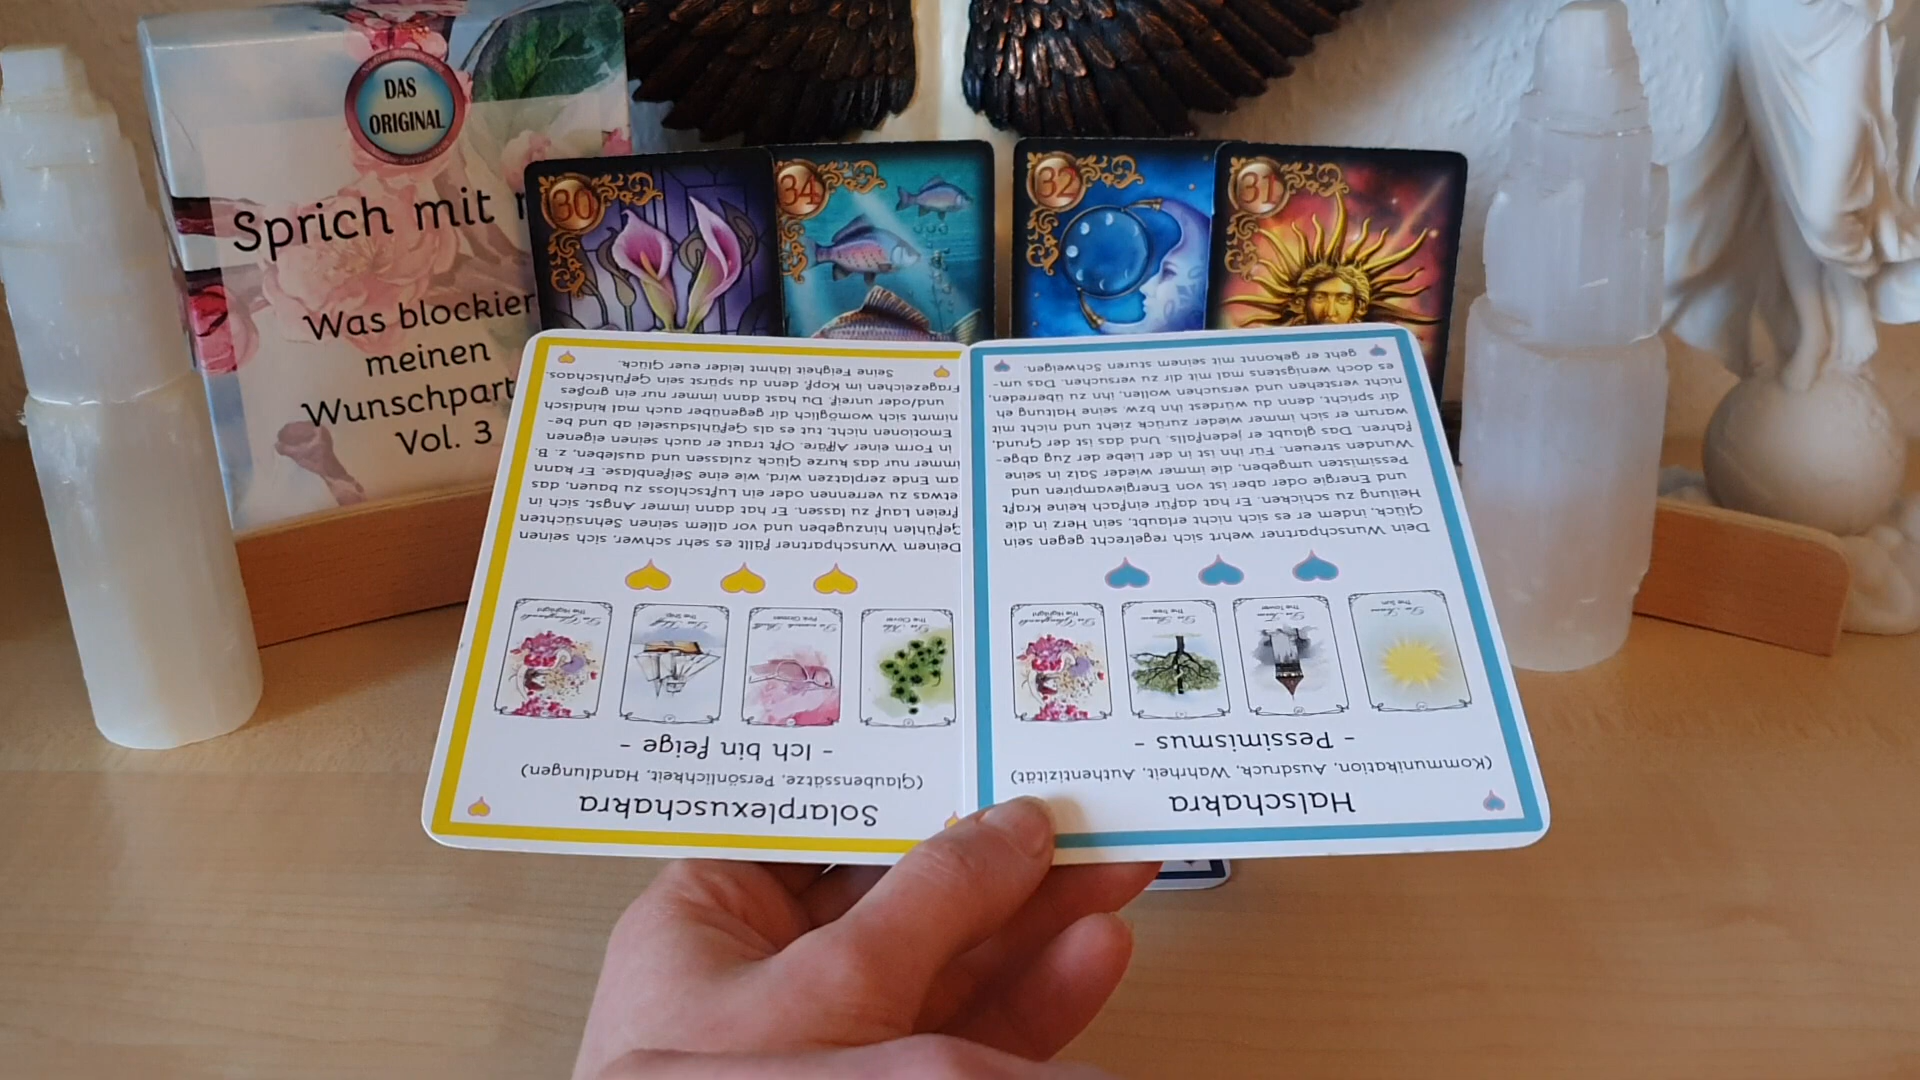 DAS
ORIGINAL
Sprich mit
Was blockier
meinen
Wunschpart
Vol. 3
30
34
32
31
Halschakra
(Kommunikation, Ausdruck, Wahrheit, Authentizität)
- Pessimismus -
Dein Wunschpartner wehrt sich regelrecht gegen sein
Glück, indem er es sich nicht erlaubt, sein Herz in die
Heilung zu schicken. Er hat dafür einfach keine Kraft
und Energie oder aber ist von Energievampiren und
Pessimisten umgeben, die immer wieder Salz in seine
Wunden streuen. Für ihn ist in der Liebe der Zug abge-
fahren. Das glaubt er jedenfalls. Und das ist der Grund,
warum er sich immer wieder zurück zieht und nicht mit
dir spricht, denn du würdest ihn bzw. seine Haltung eh
nicht verstehen und versuchen wollen, ihn zu überreden,
es doch wenigstens mal mit dir zu versuchen. Das um-
geht er gekonnt mit seinem sturen Schweigen.
Solarplexuschakra
(Glaubenssätze, Persönlichkeit, Handlungen)
- Ich bin feige -
Deinem Wunschpartner fällt es sehr schwer, sich seinen
Gefühlen hinzugeben und vor allem seinen Sehnsüchten
freien Lauf zu lassen. Er hat dann immer Angst, sich in
etwas zu verrennen oder ein Luftschloss zu bauen, das
am Ende zerplatzen wird, wie eine Seifenblase. Er kann
immer nur das kurze Glück zulassen und ausleben, z. B.
in Form einer Affäre. Oft traut er auch seinen eigenen
Emotionen nicht, tut es als Gefühlsduselei ab und be-
nimmt sich womöglich dir gegenüber auch mal kindisch
und/oder unreif. Du hast dann immer nur ein großes
Fragezeichen im Kopf, denn du spürst sein Gefühlschaos.
Seine Feigheit lähmt leider euer Glück.